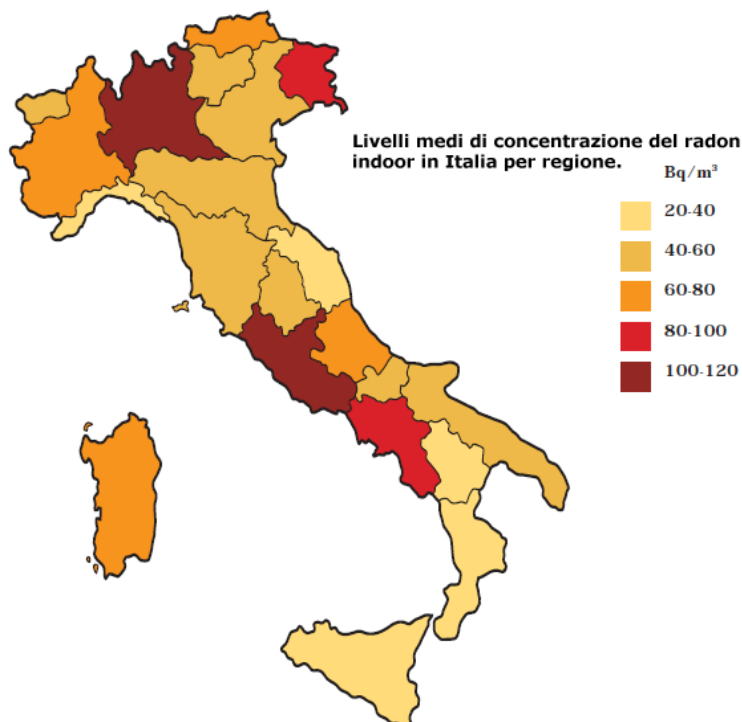 Livelli medi di concentrazione del radon
indoor in Italia per regione.
Bq/m³
20-40
40-60
60-80
80-100
100-120